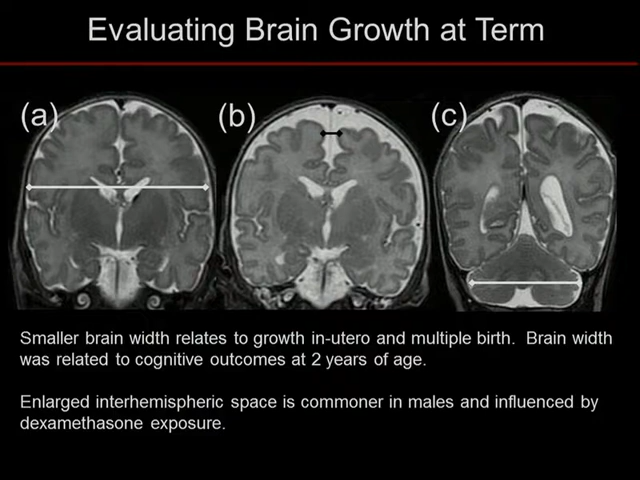 Evaluating Brain Growth at Term
(a) (b) (c)
Smaller brain width relates to growth in-utero and multiple birth. Brain width
was related to cognitive outcomes at 2 years of age.
Enlarged interhemispheric space is commoner in males and influenced by
dexamethasone exposure.